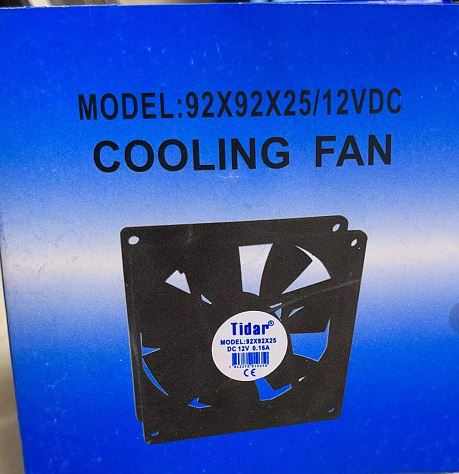 MODEL:92X92X25/12VDC
COOLING FAN
Tidar®
MODEL:92X92X25
DC 12V 0.16A
CE